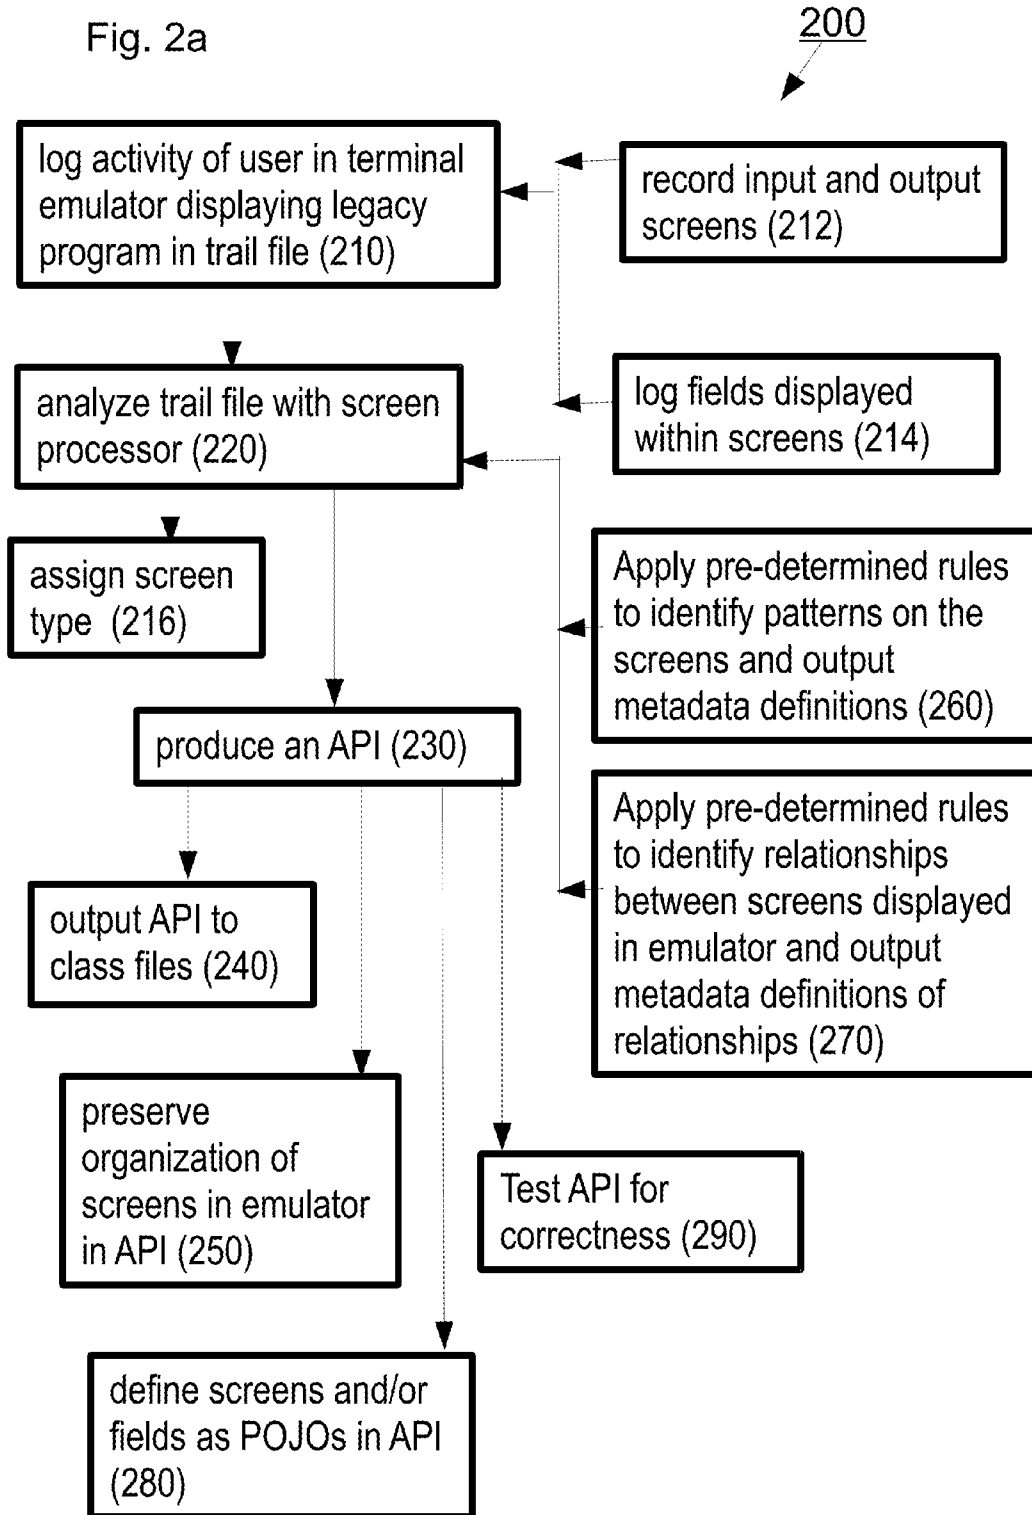 Fig. 2a
200
log activity of user in terminal
emulator displaying legacy
program in trail file (210)
record input and output
screens (212)
analyze trail file with screen
processor (220)
log fields displayed
within screens (214)
assign screen
type (216)
Apply pre-determined rules
to identify patterns on the
screens and output
metadata definitions (260)
produce an API (230)
Apply pre-determined rules
to identify relationships
between screens displayed
in emulator and output
metadata definitions of
relationships (270)
output API to
class files (240)
preserve
organization of
screens in emulator
in API (250)
Test API for
correctness (290)
define screens and/or
fields as POJOs in API
(280)